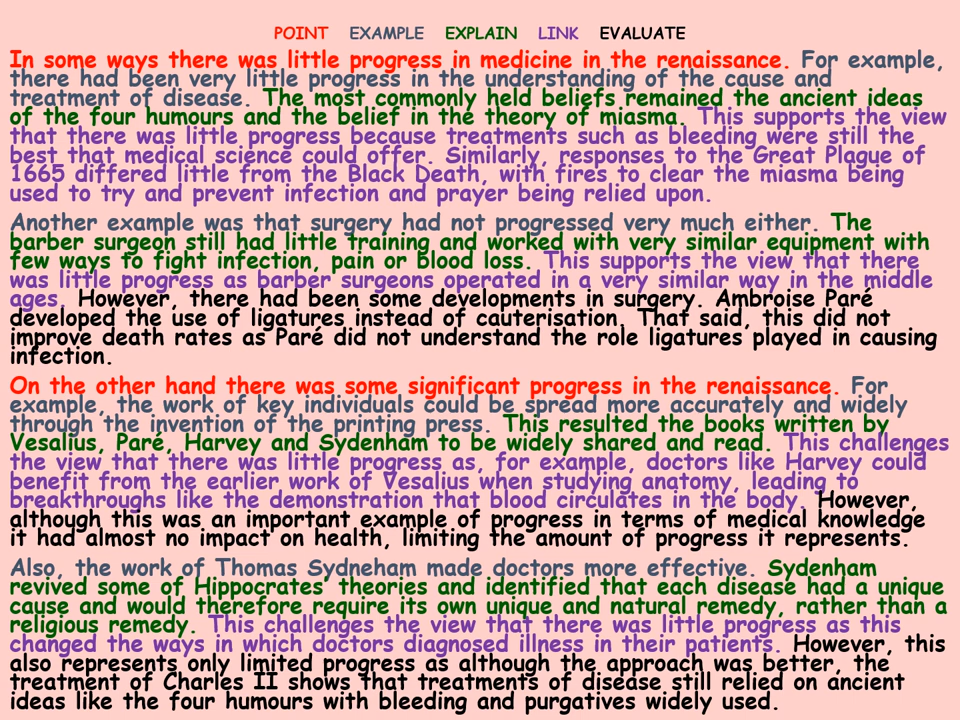 POINT EXAMPLE EXPLAIN LINK EVALUATE
In some ways there was little progress in medicine in the renaissance. For example,
there had been very little progress in the understanding of the cause and
treatment of disease. The most commonly held beliefs remained the ancient ideas
of the four humours and the belief in the theory of miasma. This supports the view
that there was little progress because treatments such as bleeding were still the
best that medical science could offer. Similarly, responses to the Great Plague of
1665 differed little from the Black Death, with fires to clear the miasma being
used to try and prevent infection and prayer being relied upon.
Another example was that surgery had not progressed very much either. The
barber surgeon still had little training and worked with very similar equipment with
few ways to fight infection, pain or blood loss. This supports the view that there
was little progress as barber surgeons operated in a very similar way in the middle
ages. However, there had been some developments in surgery. Ambroise Paré
developed the use of ligatures instead of cauterisation. That said, this did not
improve death rates as Paré did not understand the role ligatures played in causing
infection.
On the other hand there was some significant progress in the renaissance. For
example, the work of key individuals could be spread more accurately and widely
through the invention of the printing press. This resulted the books written by
Vesalius, Paré, Harvey and Sydenham to be widely shared and read. This challenges
the view that there was little progress as, for example, doctors like Harvey could
benefit from the earlier work of Vesalius when studying anatomy, leading to
breakthroughs like the demonstration that blood circulates in the body. However,
although this was an important example of progress in terms of medical knowledge
it had almost no impact on health, limiting the amount of progress it represents.
Also, the work of Thomas Sydneham made doctors more effective. Sydenham
revived some of Hippocrates' theories and identified that each disease had a unique
cause and would therefore require its own unique and natural remedy, rather than a
religious remedy. This challenges the view that there was little progress as this
changed the ways in which doctors diagnosed illness in their patients. However, this
also represents only limited progress as although the approach was better, the
treatment of Charles II shows that treatments of disease still relied on ancient
ideas like the four humours with bleeding and purgatives widely used.